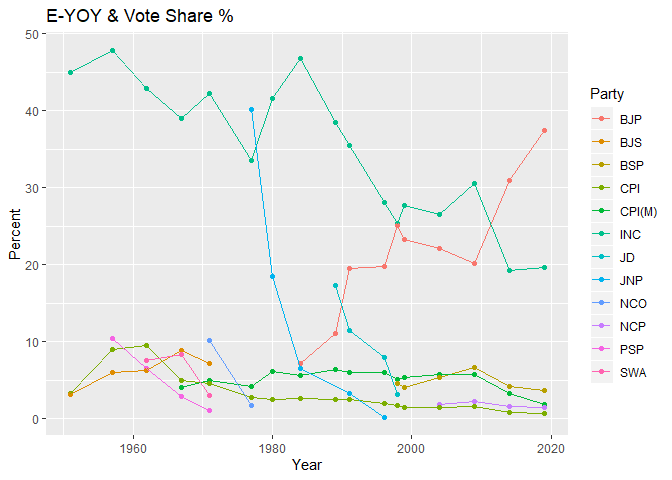 E-YOY & Vote Share %
Percent
50
40
30
20
10
0
1960
1980
2000
2020
Year
Party
BJP
BJS
BSP
CPI
CPI(M)
INC
JD
JNP
NCO
NCP
PSP
SWA